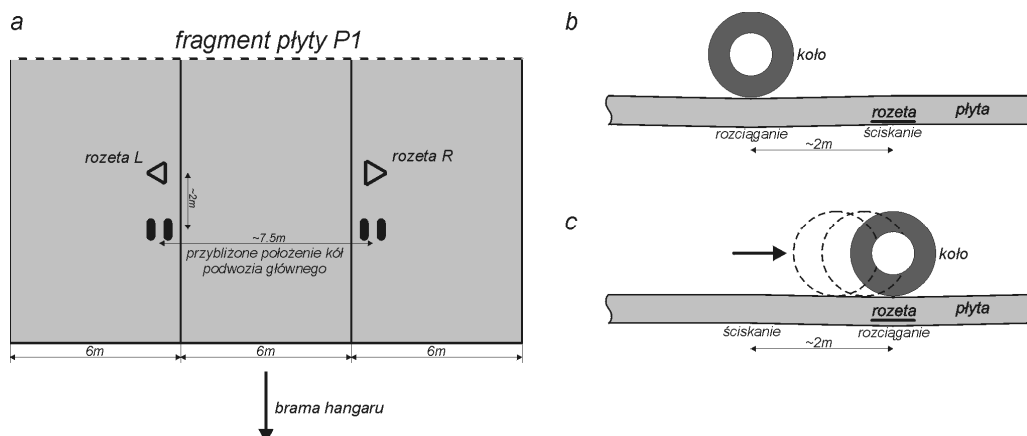 a
fragment płyty P1
rozeta L
rozeta R
~2m
~7.5m
przybliżone położenie kół
podwozia głównego
6m
6m
6m
brama hangaru
b
koło
rozeta
płyta
rozciąganie
ściskanie
~2m
c
koło
rozeta
płyta
ściskanie
rozciąganie
~2m